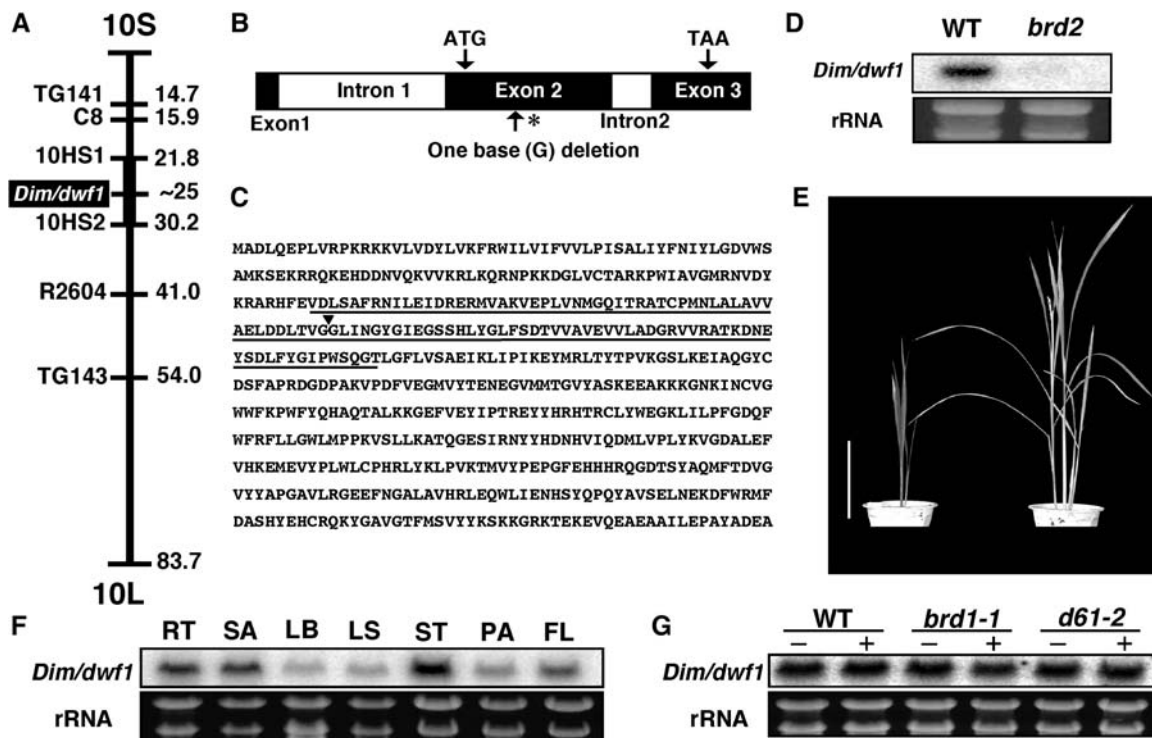 A
10S
TG141 14.7
C8 15.9
10HS1 21.8
Dim/dwf1 ~25
10HS2 30.2
R2604 41.0
TG143 54.0
83.7
10L
B
ATG TAA
Intron 1 Exon 2 Exon 3
Exon1 * Intron2
One base (G) deletion
C
MADLQEPLVRPKRKKVLVDYLVKFRWILVIFVVLPISALIYFNIYLGDVWS
AMKSEKRRQKEHDDNVQKVVKRLKQRNPKKDGLVCTARKPWIAVGMRNVDY
KRARHFEVDLSAFRNILEIDRERMVAKVEPLVNMGQITRATCPMNLALAVV
AELDDLTVGGLINGYGIEGSSHLYGLFSDTVVAVEVVLADGRVVRATKDNE
YSDLFYGIPWSQGTLGFLVSAEIKLIPIKEYMRLTYTPVKGSLKEIAQGYC
DSFAPRDGDPAKVPDFVEGMVYTENEGVMMTGVYASKEEAKKKGNKINCVG
WWFKPWFYQHAQTALKKGEFVEYIPTREYYHRHTRCLYWEGKLILPFGDQF
WFRFLLGWLMPPKVSLLKATQGESIRNYYHDNHVIQDMLVPLYKVGDALEF
VHKEMEVYPLWLCPHRLYKLPVKTMVYPEPGFEHHHRQGDTSYAQMFTDVG
VYYAPGAVLRGEEFNGALAVHRLEQWLIENHSYQPQYAVSELNEKDFWRMF
DASHYEHCRQKYGAVGTFMSVYYKSKKGRKTEKEVQEAEAAILEPAYADEA
D
WT brd2
Dim/dwf1
rRNA
E
F
RT SA LB LS ST PA FL
Dim/dwf1
rRNA
G
WT brd1-1 d61-2
− + − + − +
Dim/dwf1
rRNA